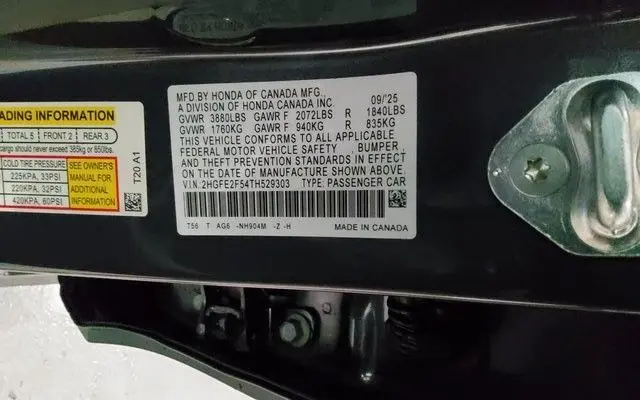 ADING INFORMATION
TOTAL 5 FRONT 2 REAR 3
cargo should never exceed 385kg or 850lbs
COLD TIRE PRESSURE SEE OWNER'S
225KPA, 33PSI MANUAL FOR
220KPA, 32PSI ADDITIONAL
420KPA, 60PSI INFORMATION
T20 A1
MFD BY HONDA OF CANADA MFG., 09/25
A DIVISION OF HONDA CANADA INC.
GVWR 3880LBS GAWR F 2072LBS R 1840LBS
GVWR 1760KG GAWR F 940KG R 835KG
THIS VEHICLE CONFORMS TO ALL APPLICABLE
FEDERAL MOTOR VEHICLE SAFETY, BUMPER,
AND THEFT PREVENTION STANDARDS IN EFFECT
ON THE DATE OF MANUFACTURE SHOWN ABOVE.
VIN: 2HGFE2F54TH529303 TYPE: PASSENGER CAR
T56 T AG6 -NH904M -Z -H MADE IN CANADA